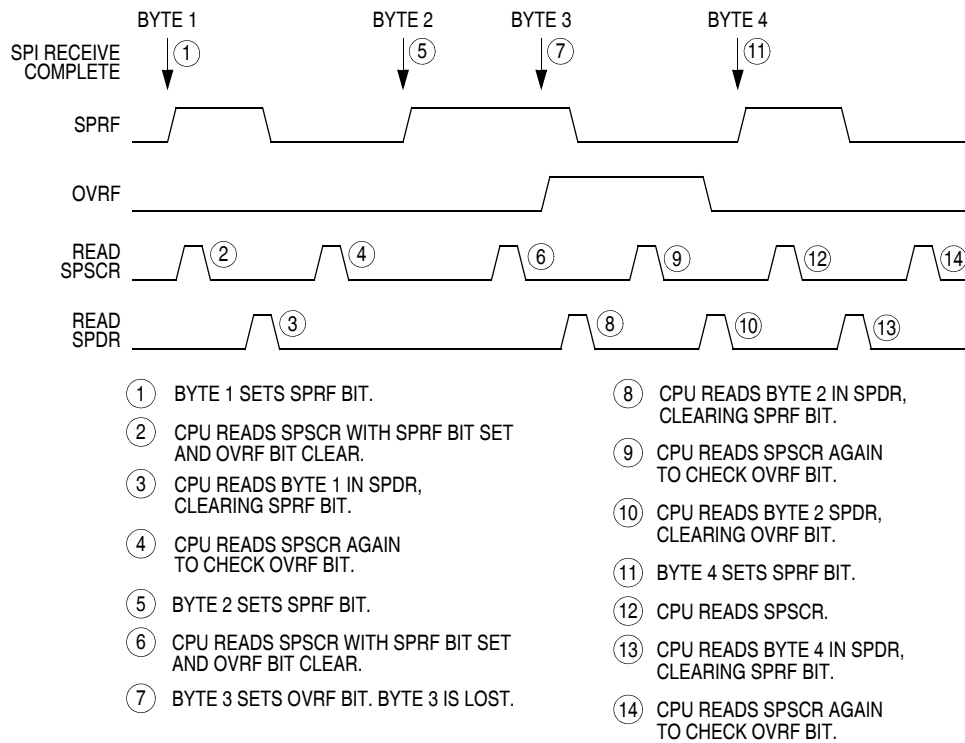 BYTE 1 BYTE 2 BYTE 3 BYTE 4
SPI RECEIVE
COMPLETE
1 5 7 11
SPRF
OVRF
READ
SPSCR
2 4 6 9 12 14
READ
SPDR
3 8 10 13
1 BYTE 1 SETS SPRF BIT.
2 CPU READS SPSCR WITH SPRF BIT SET
AND OVRF BIT CLEAR.
3 CPU READS BYTE 1 IN SPDR,
CLEARING SPRF BIT.
4 CPU READS SPSCR AGAIN
TO CHECK OVRF BIT.
5 BYTE 2 SETS SPRF BIT.
6 CPU READS SPSCR WITH SPRF BIT SET
AND OVRF BIT CLEAR.
7 BYTE 3 SETS OVRF BIT. BYTE 3 IS LOST.
8 CPU READS BYTE 2 IN SPDR,
CLEARING SPRF BIT.
9 CPU READS SPSCR AGAIN
TO CHECK OVRF BIT.
10 CPU READS BYTE 2 SPDR,
CLEARING OVRF BIT.
11 BYTE 4 SETS SPRF BIT.
12 CPU READS SPSCR.
13 CPU READS BYTE 4 IN SPDR,
CLEARING SPRF BIT.
14 CPU READS SPSCR AGAIN
TO CHECK OVRF BIT.